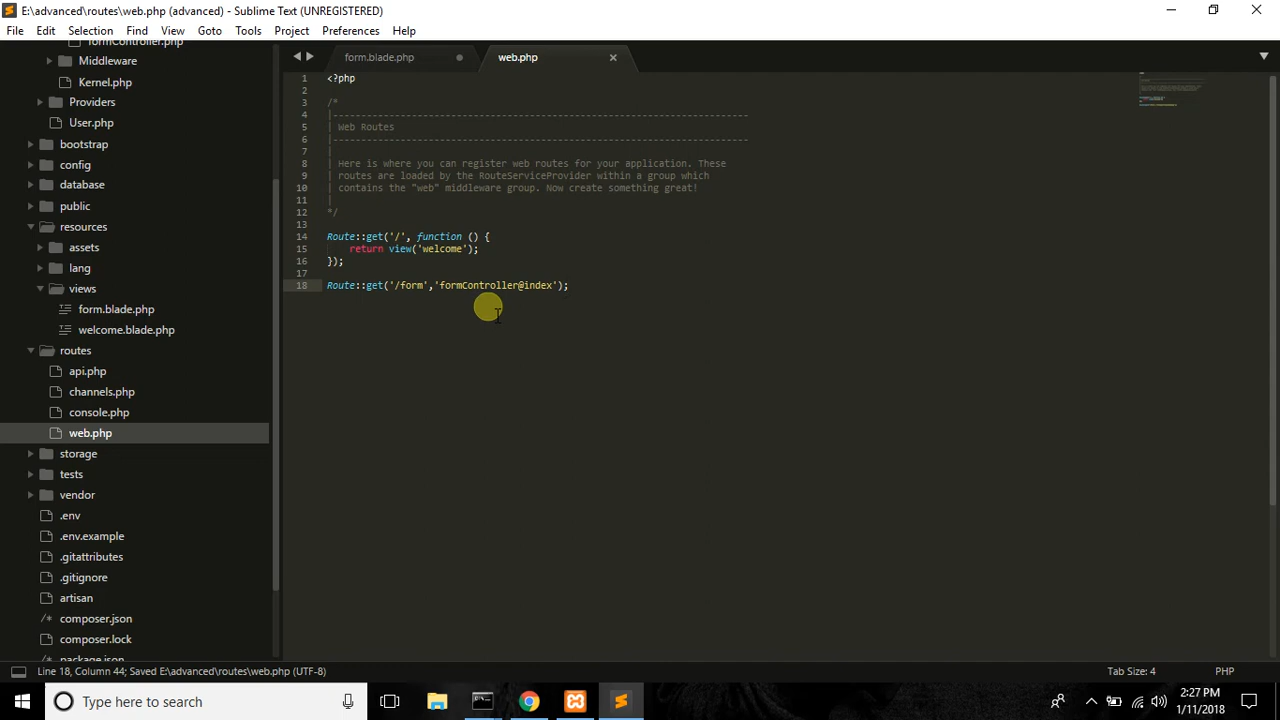 E:\advanced\routes\web.php (advanced) - Sublime Text (UNREGISTERED)
File Edit Selection Find View Goto Tools Project Preferences Help
formController.php
Middleware
Kernel.php
Providers
User.php
bootstrap
config
database
public
resources
assets
lang
views
form.blade.php
welcome.blade.php
routes
api.php
channels.php
console.php
web.php
storage
tests
vendor
.env
.env.example
.gitattributes
.gitignore
artisan
/* composer.json
composer.lock
/* package.json
form.blade.php web.php
1 <?php
2
3 /*
4 |--------------------------------------------------------------------------
5 | Web Routes
6 |--------------------------------------------------------------------------
7 |
8 | Here is where you can register web routes for your application. These
9 | routes are loaded by the RouteServiceProvider within a group which
10 | contains the "web" middleware group. Now create something great!
11 |
12 */
13
14 Route::get('/', function () {
15     return view('welcome');
16 });
17
18 Route::get('/form','formController@index');
Line 18, Column 44; Saved E:\advanced\routes\web.php (UTF-8) Tab Size: 4 PHP
Type here to search
2:27 PM
1/11/2018